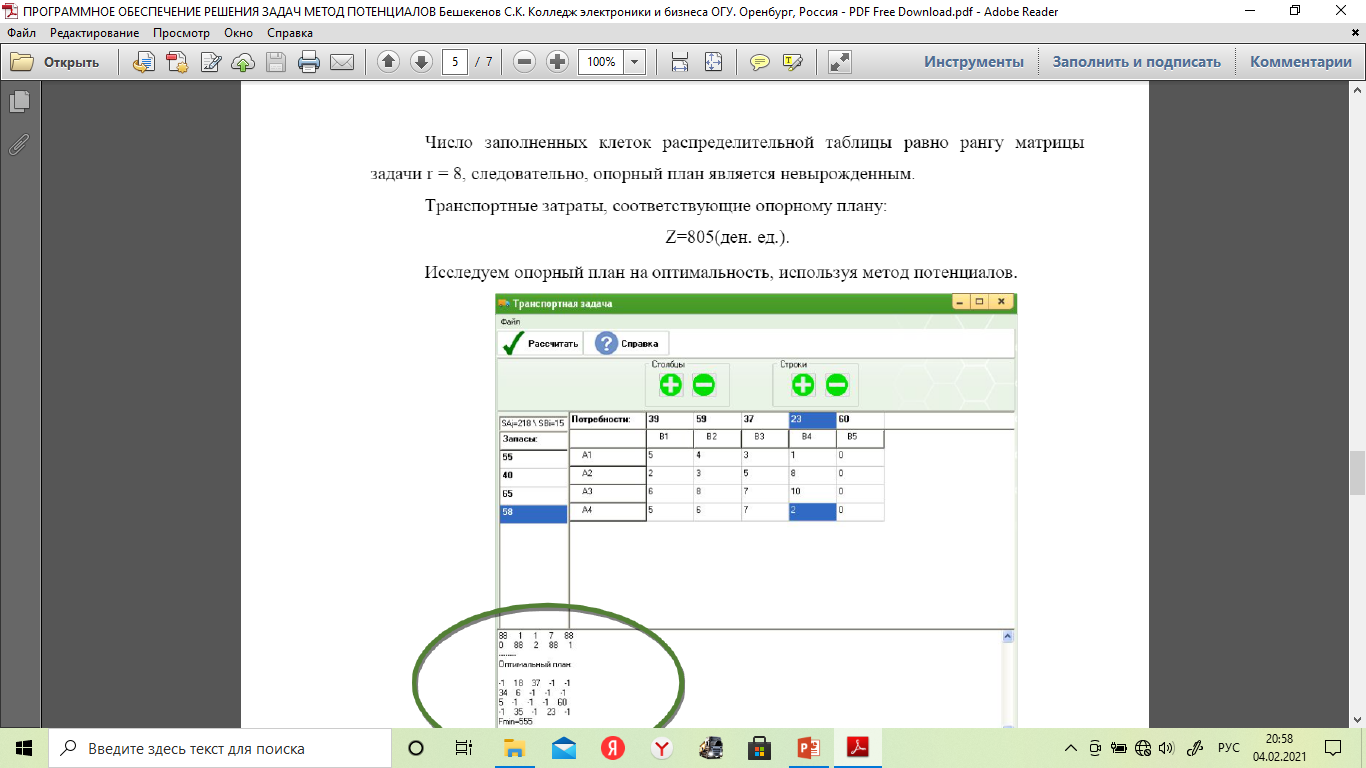 ПРОГРАММНОЕ ОБЕСПЕЧЕНИЕ РЕШЕНИЯ ЗАДАЧ МЕТОД ПОТЕНЦИАЛОВ Бешекенов С.К. Колледж электроники и бизнеса ОГУ. Оренбург, Россия - PDF Free Download.pdf - Adobe Reader
Файл Редактирование Просмотр Окно Справка
Открыть 5 / 7 100% Инструменты Заполнить и подписать Комментарии
Число заполненных клеток распределительной таблицы равно рангу матрицы
задачи r = 8, следовательно, опорный план является невырожденным.
Транспортные затраты, соответствующие опорному плану:
Z=805(ден. ед.).
Исследуем опорный план на оптимальность, используя метод потенциалов.
Транспортная задача
Файл
Рассчитать Справка
Столбцы Строки
SAj=218 \ SBi=15 Потребности: 39 59 37 23 60
Запасы: B1 B2 B3 B4 B5
55 A1 5 4 3 1 0
40 A2 2 3 5 8 0
65 A3 6 8 7 10 0
58 A4 5 6 7 2 0
88 1 1 7 88
0 88 2 88 1
-------
Оптимальный план
-1 18 37 -1 -1
34 6 -1 -1 -1
5 -1 -1 -1 60
-1 35 -1 23 -1
Fmin=555
Введите здесь текст для поиска
РУС
20:58
04.02.2021